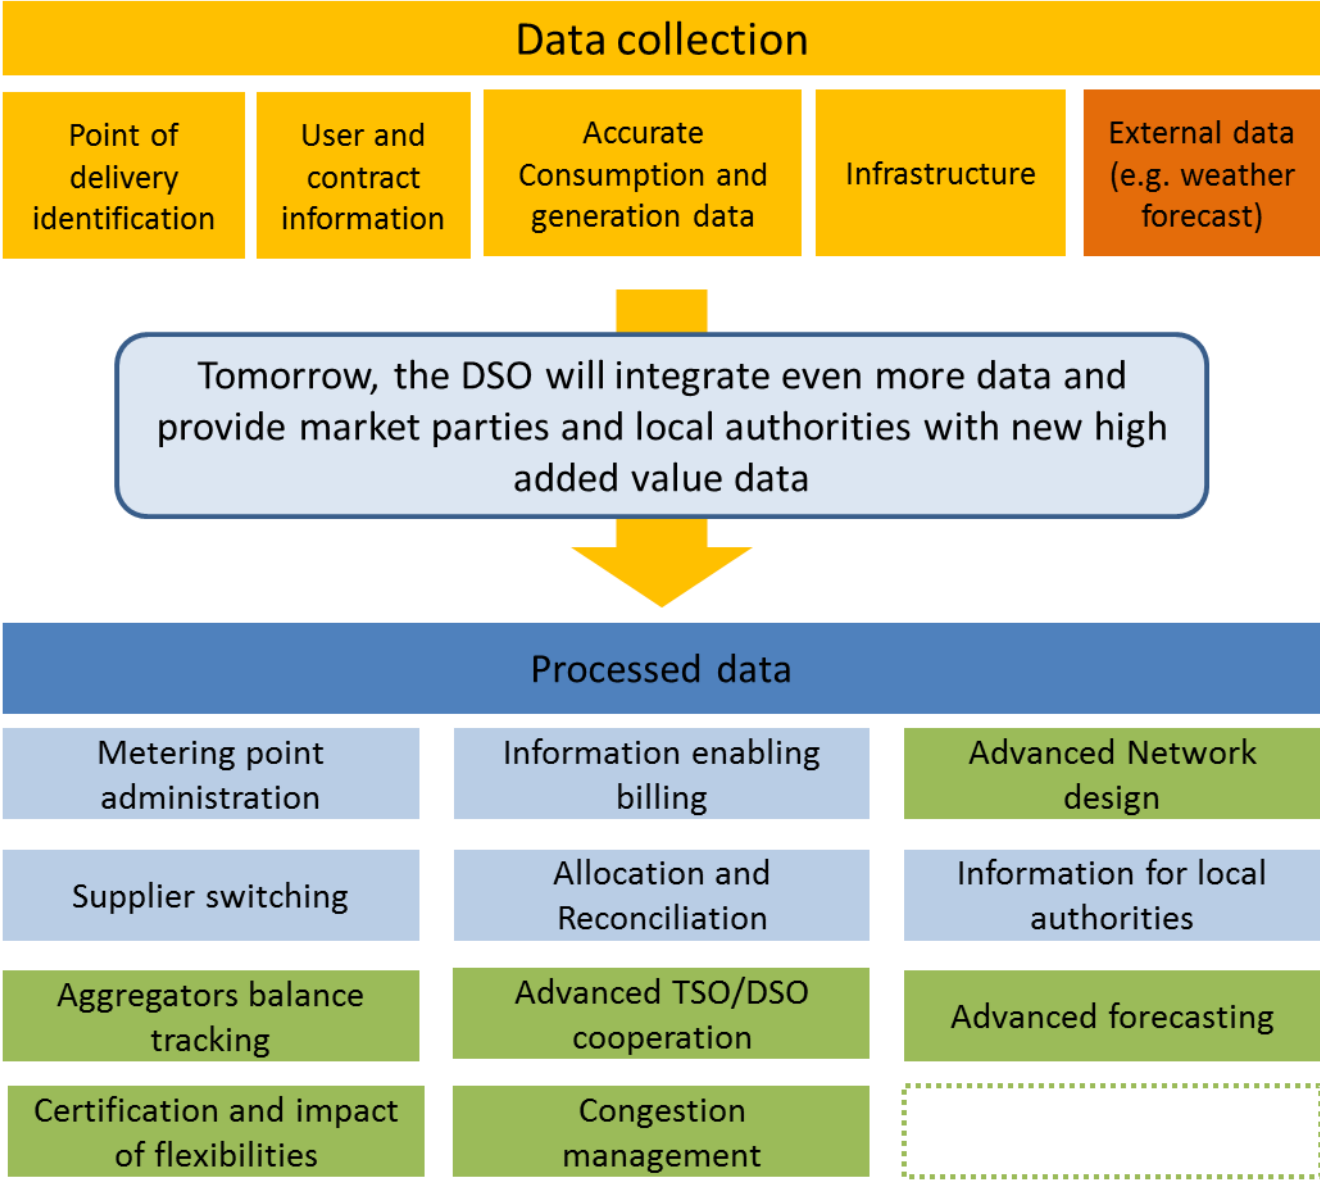 Data collection
Point of
delivery
identification
User and
contract
information
Accurate
Consumption and
generation data
Infrastructure
External data
(e.g. weather
forecast)
Tomorrow, the DSO will integrate even more data and
provide market parties and local authorities with new high
added value data
Processed data
Metering point
administration
Information enabling
billing
Advanced Network
design
Supplier switching
Allocation and
Reconciliation
Information for local
authorities
Aggregators balance
tracking
Advanced TSO/DSO
cooperation
Advanced forecasting
Certification and impact
of flexibilities
Congestion
management